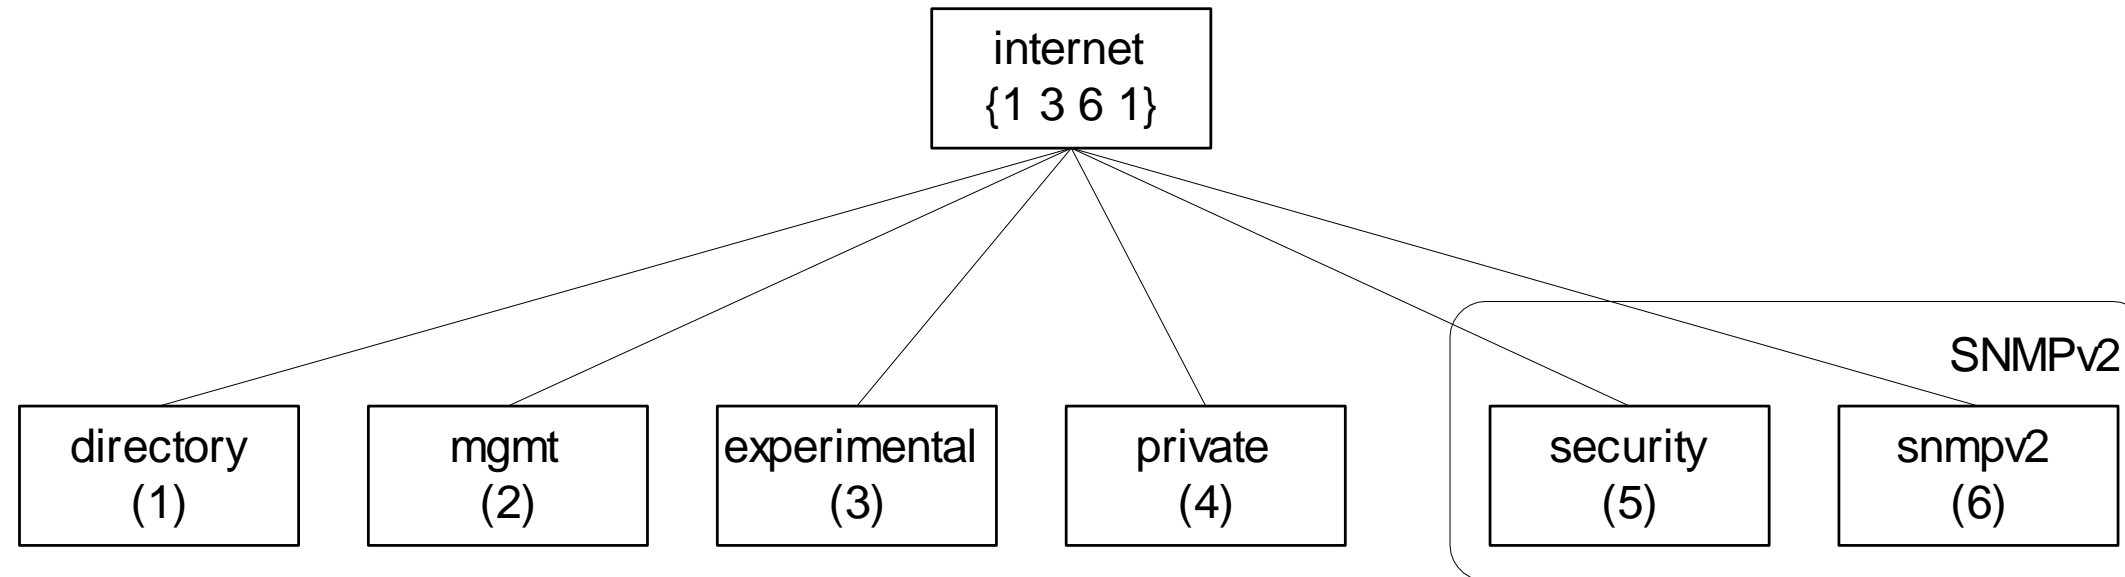 internet
{1 3 6 1}
SNMPv2
directory
(1)
mgmt
(2)
experimental
(3)
private
(4)
security
(5)
snmpv2
(6)